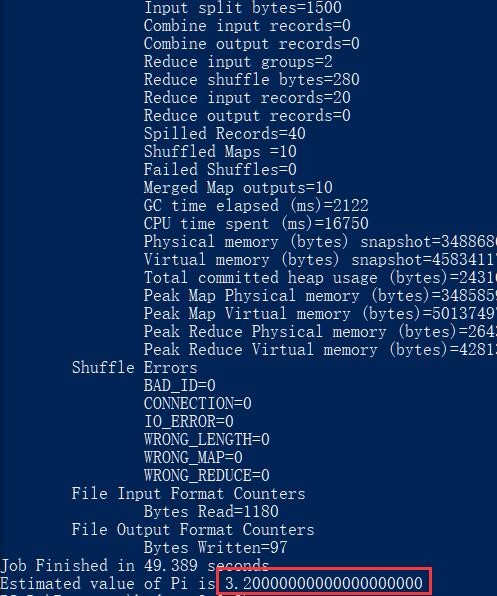 Input split bytes=1500
Combine input records=0
Combine output records=0
Reduce input groups=2
Reduce shuffle bytes=280
Reduce input records=20
Reduce output records=0
Spilled Records=40
Shuffled Maps =10
Failed Shuffles=0
Merged Map outputs=10
GC time elapsed (ms)=2122
CPU time spent (ms)=16750
Physical memory (bytes) snapshot=348868
Virtual memory (bytes) snapshot=4583411
Total committed heap usage (bytes)=2431
Peak Map Physical memory (bytes)=348585
Peak Map Virtual memory (bytes)=5013749
Peak Reduce Physical memory (bytes)=264
Peak Reduce Virtual memory (bytes)=4281
Shuffle Errors
BAD_ID=0
CONNECTION=0
IO_ERROR=0
WRONG_LENGTH=0
WRONG_MAP=0
WRONG_REDUCE=0
File Input Format Counters
Bytes Read=1180
File Output Format Counters
Bytes Written=97
Job Finished in 49.389 seconds
Estimated value of Pi is 3.20000000000000000000